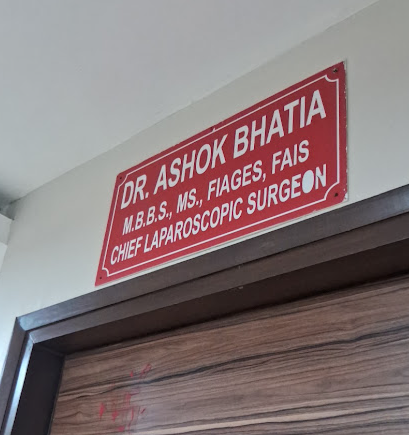 DR. ASHOK BHATIA
M.B.B.S., MS., FIAGES, FAIS
CHIEF LAPAROSCOPIC SURGEON